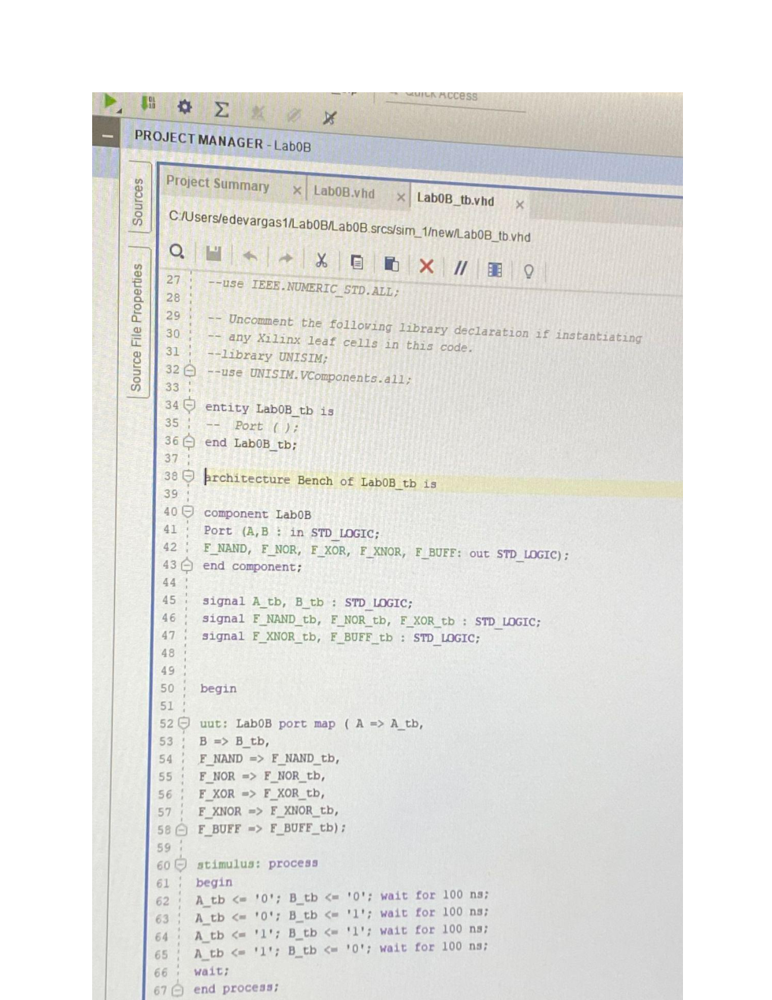 Quick Access
PROJECT MANAGER - Lab0B
Sources
Source File Properties
Project Summary × Lab0B.vhd × Lab0B_tb.vhd ×
C:/Users/edevargas1/Lab0B/Lab0B.srcs/sim_1/new/Lab0B_tb.vhd
27 --use IEEE.NUMERIC_STD.ALL;
28
29 -- Uncomment the following library declaration if instantiating
30 -- any Xilinx leaf cells in this code.
31 --library UNISIM;
32 --use UNISIM.VComponents.all;
33
34 entity Lab0B_tb is
35 -- Port ( );
36 end Lab0B_tb;
37
38 architecture Bench of Lab0B_tb is
39
40 component Lab0B
41 Port (A,B : in STD_LOGIC;
42 F_NAND, F_NOR, F_XOR, F_XNOR, F_BUFF: out STD_LOGIC);
43 end component;
44
45 signal A_tb, B_tb : STD_LOGIC;
46 signal F_NAND_tb, F_NOR_tb, F_XOR_tb : STD_LOGIC;
47 signal F_XNOR_tb, F_BUFF_tb : STD_LOGIC;
48
49
50 begin
51
52 uut: Lab0B port map ( A => A_tb,
53 B => B_tb,
54 F_NAND => F_NAND_tb,
55 F_NOR => F_NOR_tb,
56 F_XOR => F_XOR_tb,
57 F_XNOR => F_XNOR_tb,
58 F_BUFF => F_BUFF_tb);
59
60 stimulus: process
61 begin
62 A_tb <= '0'; B_tb <= '0'; wait for 100 ns;
63 A_tb <= '0'; B_tb <= '1'; wait for 100 ns;
64 A_tb <= '1'; B_tb <= '1'; wait for 100 ns;
65 A_tb <= '1'; B_tb <= '0'; wait for 100 ns;
66 wait;
67 end process;